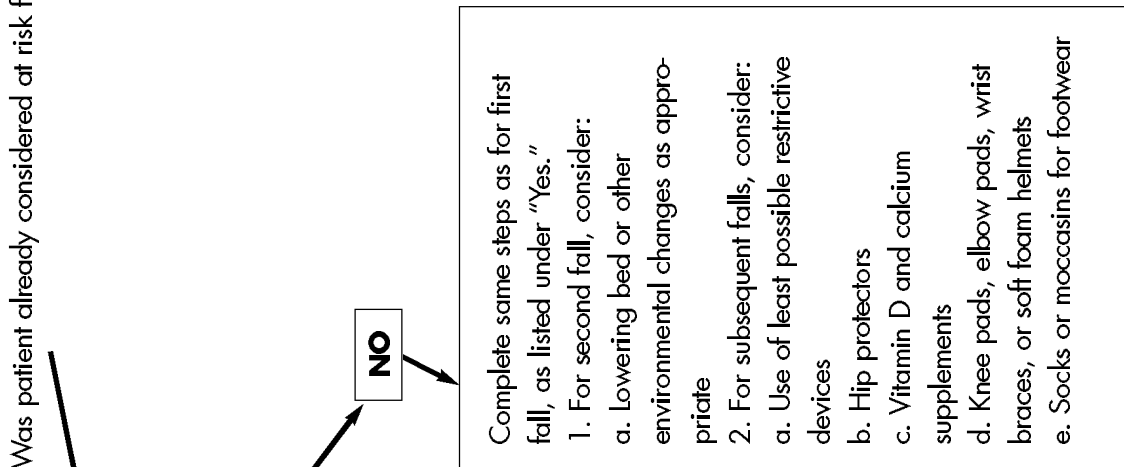 Was patient already considered at risk f
NO
Complete same steps as for first
fall, as listed under “Yes.”
1. For second fall, consider:
a. Lowering bed or other
environmental changes as appro-
priate
2. For subsequent falls, consider:
a. Use of least possible restrictive
devices
b. Hip protectors
c. Vitamin D and calcium
supplements
d. Knee pads, elbow pads, wrist
braces, or soft foam helmets
e. Socks or moccasins for footwear